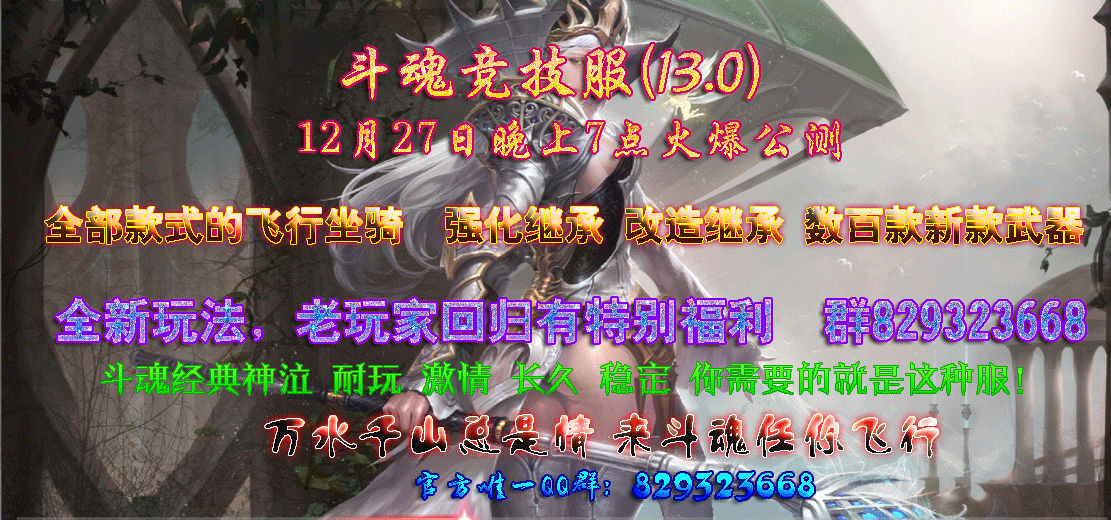 斗魂竞技服(13.0)
12月27日晚上7点火爆公测
全部款式的飞行坐骑 强化继承 改造继承 数百款新款武器
全新玩法，老玩家回归有特别福利 群829323668
斗魂经典神泣 耐玩 激情 长久 稳定 你需要的就是这种服！
万水千山总是情 来斗魂任你飞行
官方唯一QQ群：829323668